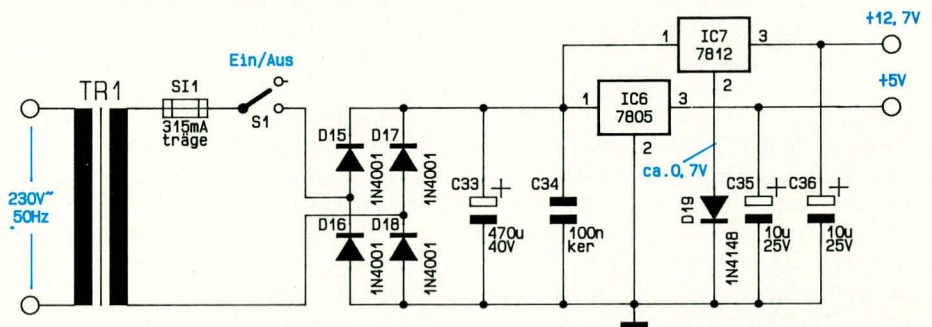 +12,7V
IC7
7812
1
3
2
+5V
IC6
7805
1
3
2
Ein/Aus
TR1
SI1
315mA
träge
S1
230V~
50Hz
D15
D17
1N4001
1N4001
D16
D18
1N4001
1N4001
C33
+
470u
40V
C34
100n
ker
ca.0,7V
D19
1N4148
C35
+
10u
25V
C36
+
10u
25V